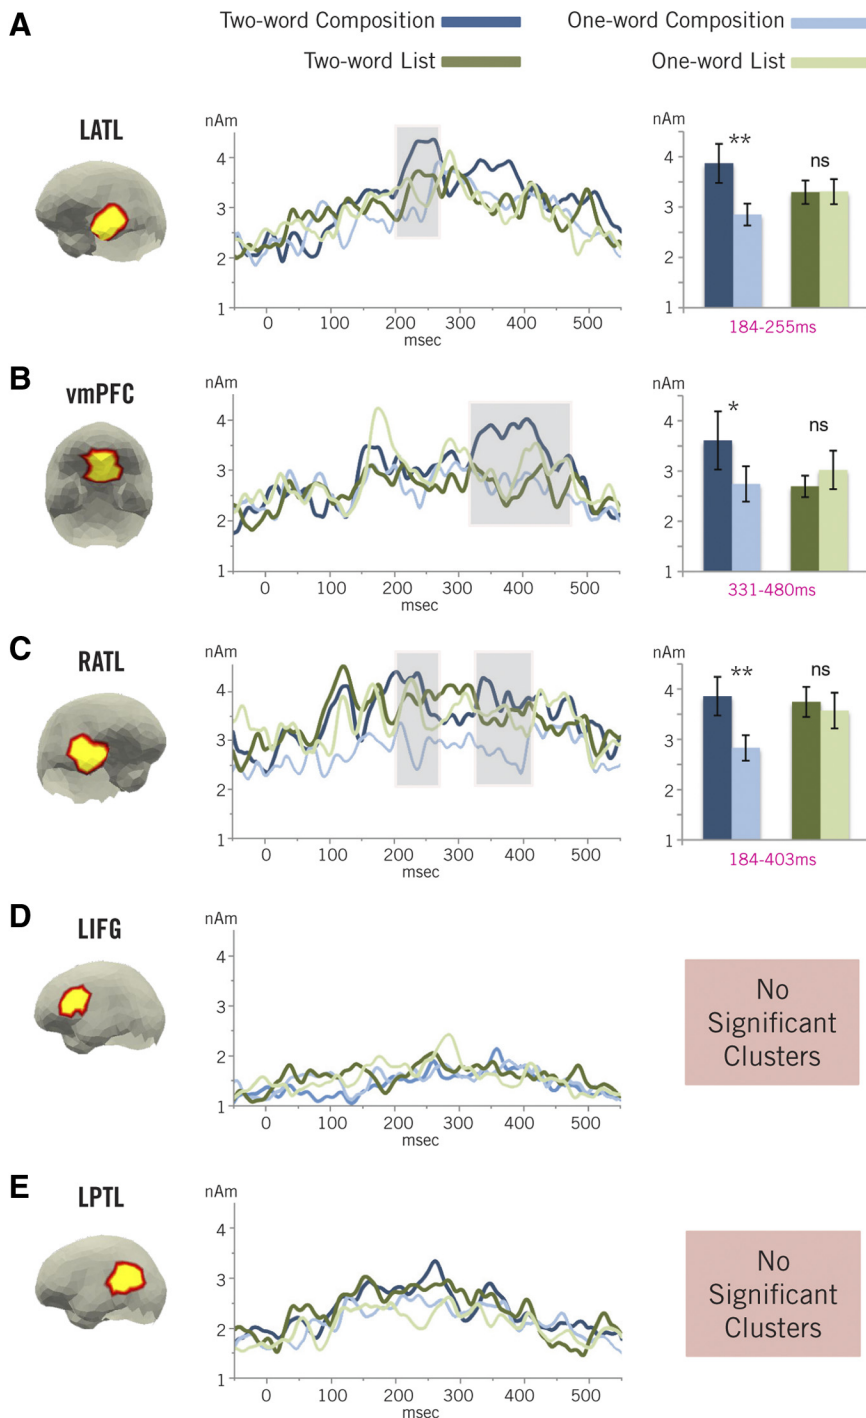 A
Two-word Composition
One-word Composition
Two-word List
One-word List
LATL
nAm
4
3
2
1
0 100 200 300 400 500
msec
nAm
4
3
2
1
**
ns
184-255ms
B
vmPFC
nAm
4
3
2
1
0 100 200 300 400 500
msec
nAm
4
3
2
1
*
ns
331-480ms
C
RATL
nAm
4
3
2
1
0 100 200 300 400 500
msec
nAm
4
3
2
1
**
ns
184-403ms
D
LIFG
nAm
4
3
2
1
0 100 200 300 400 500
msec
No
Significant
Clusters
E
LPTL
nAm
4
3
2
1
0 100 200 300 400 500
msec
No
Significant
Clusters